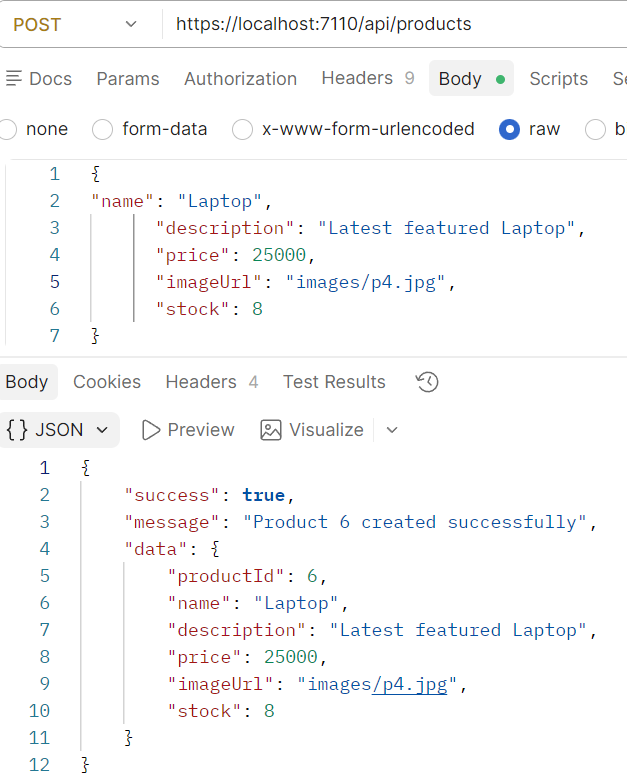 POST https://localhost:7110/api/products
Docs Params Authorization Headers 9 Body Scripts Se
none form-data x-www-form-urlencoded raw b
1 {
2 "name": "Laptop",
3 "description": "Latest featured Laptop",
4 "price": 25000,
5 "imageUrl": "images/p4.jpg",
6 "stock": 8
7 }
Body Cookies Headers 4 Test Results
{} JSON Preview Visualize
1 {
2 "success": true,
3 "message": "Product 6 created successfully",
4 "data": {
5 "productId": 6,
6 "name": "Laptop",
7 "description": "Latest featured Laptop",
8 "price": 25000,
9 "imageUrl": "images/p4.jpg",
10 "stock": 8
11 }
12 }